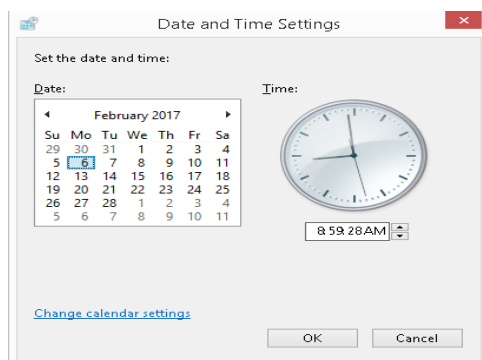 Date and Time Settings
Set the date and time:
Date:
Time:
February 2017
Su Mo Tu We Th Fr Sa
29 30 31 1 2 3 4
5 6 7 8 9 10 11
12 13 14 15 16 17 18
19 20 21 22 23 24 25
26 27 28 1 2 3 4
5 6 7 8 9 10 11
8:59:28 AM
Change calendar settings
OK
Cancel